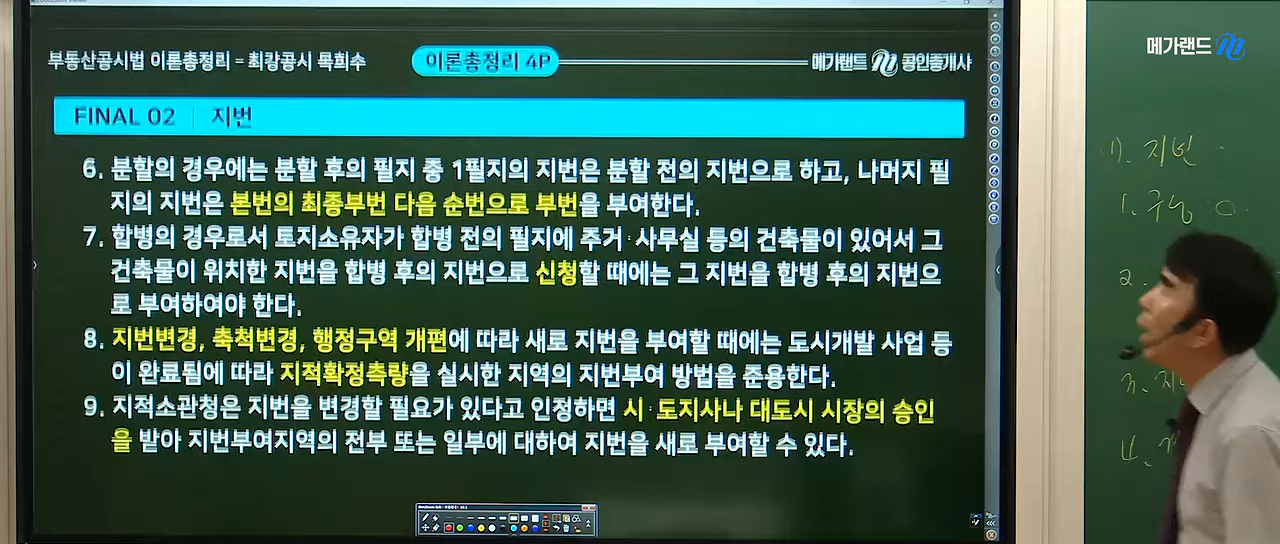 부동산공시법 이론총정리 - 최강공시 목희수
이론총정리 4P
메가랜드 공인중개사
메가랜드
FINAL 02 지번
6. 분할의 경우에는 분할 후의 필지 중 1필지의 지번은 분할 전의 지번으로 하고, 나머지 필
지의 지번은 본번의 최종부번 다음 순번으로 부번을 부여한다.
7. 합병의 경우로서 토지소유자가 합병 전의 필지에 주거·사무실 등의 건축물이 있어서 그
건축물이 위치한 지번을 합병 후의 지번으로 신청할 때에는 그 지번을 합병 후의 지번으
로 부여하여야 한다.
8. 지번변경, 축척변경, 행정구역 개편에 따라 새로 지번을 부여할 때에는 도시개발 사업 등
이 완료됨에 따라 지적확정측량을 실시한 지역의 지번부여 방법을 준용한다.
9. 지적소관청은 지번을 변경할 필요가 있다고 인정하면 시·도지사나 대도시 시장의 승인
을 받아 지번부여지역의 전부 또는 일부에 대하여 지번을 새로 부여할 수 있다.
지번
1.
2.
3.
4.